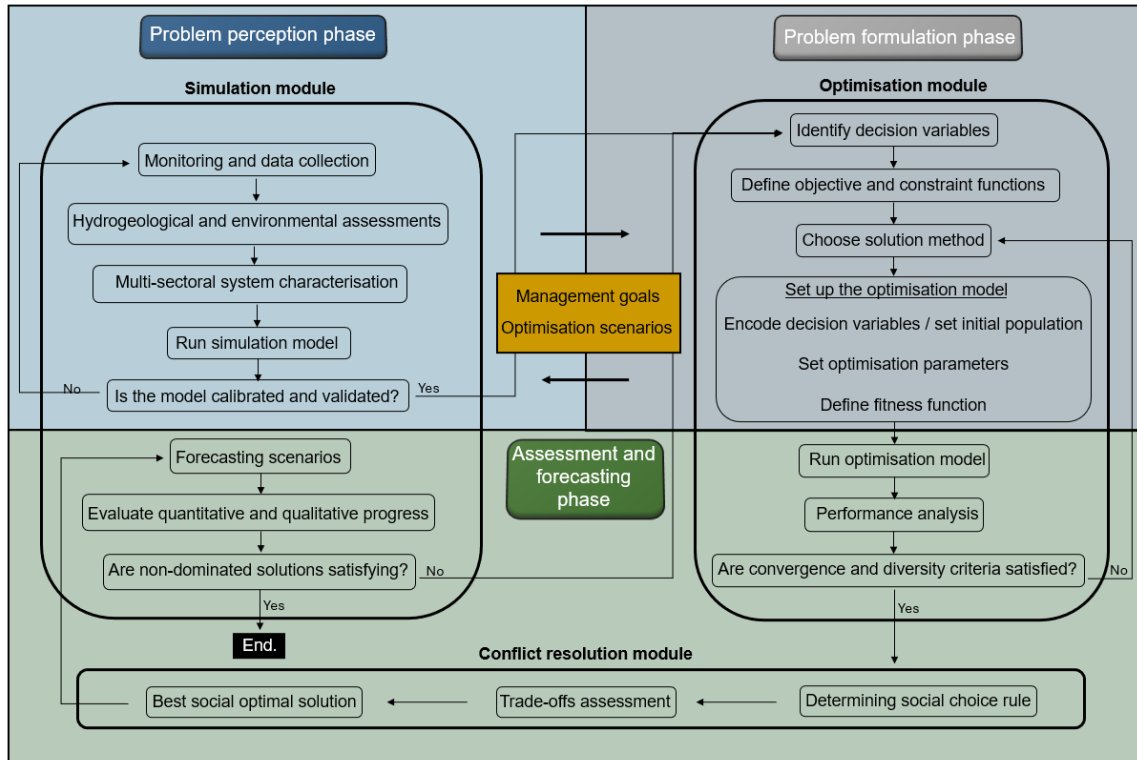 Problem perception phase
Problem formulation phase
Simulation module
Monitoring and data collection
Hydrogeological and environmental assessments
Multi-sectoral system characterisation
Run simulation model
Is the model calibrated and validated?
No
Yes
Management goals
Optimisation scenarios
Optimisation module
Identify decision variables
Define objective and constraint functions
Choose solution method
Set up the optimisation model
Encode decision variables / set initial population
Set optimisation parameters
Define fitness function
Assessment and
forecasting
phase
Run optimisation model
Performance analysis
Are convergence and diversity criteria satisfied?
No
Yes
Forecasting scenarios
Evaluate quantitative and qualitative progress
Are non-dominated solutions satisfying?
No
Yes
End.
Conflict resolution module
Best social optimal solution
Trade-offs assessment
Determining social choice rule